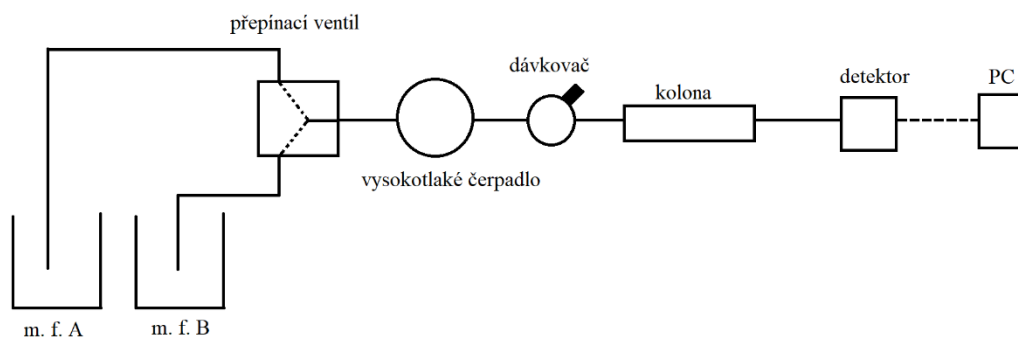 přepínací ventil
dávkovač
kolona
detektor
PC
vysokotlaké čerpadlo
m. f. A
m. f. B